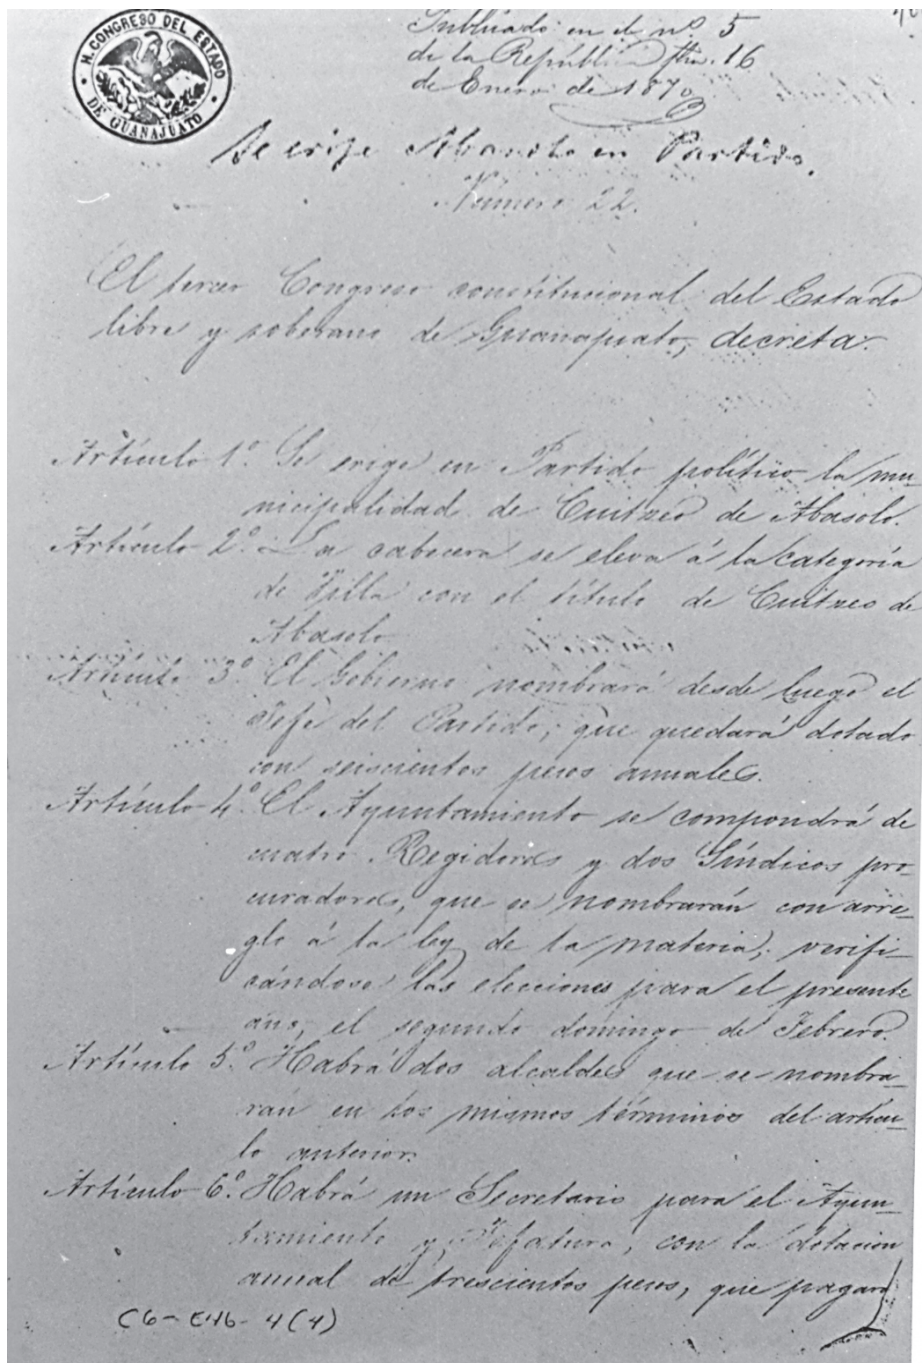 H. CONGRESO DEL ESTADO
DE GUANAJUATO
Publicado en el nº 5
de la República fha. 16
de Enero de 1870
Se erige Abasolo en Partido.
Número 22.
El tercer Congreso constitucional del Estado
libre y soberano de Guanajuato, decreta.
Artículo 1º. Se erige en Partido político la mu-
nicipalidad de Cuitzeo de Abasolo.
Artículo 2º. La cabecera se eleva á la categoría
de Villa con el título de Cuitzeo de
Abasolo
Artículo 3º El Gobierno nombrará desde luego el
Jefe del Partido, que quedará dotado
con seiscientos pesos anuales.
Artículo 4º. El Ayuntamiento se compondrá de
cuatro Regidores y dos Síndicos pro-
curadores, que se nombrarán con arre-
glo á la ley de la materia; verifi-
cándose las elecciones para el presente
año, el segundo domingo de Febrero.
Artículo 5º. Habrá dos alcaldes que se nombra-
rán en los mismos términos del artícu-
lo anterior.
Artículo 6º. Habrá un Secretario para el Ayun-
tamiento y Jefatura, con la dotación
anual de trescientos pesos, que pagará
C6-E46-4(4)